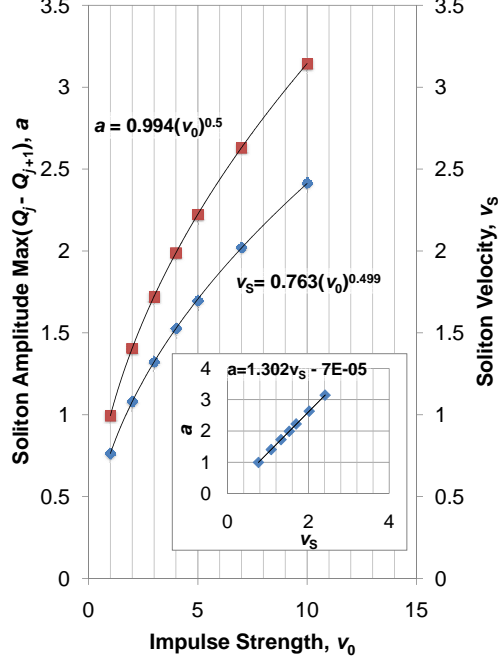 3.5
3
2.5
2
1.5
1
0.5
0
Soliton Amplitude Max(Qj - Qj+1), a
a = 0.994(v0)^0.5
vS = 0.763(v0)^0.499
3.5
3
2.5
2
1.5
1
0.5
0
Soliton Velocity, vS
a=1.302vS - 7E-05
4
3
2
1
0
a
0 2 4
vS
0 5 10 15
Impulse Strength, v0